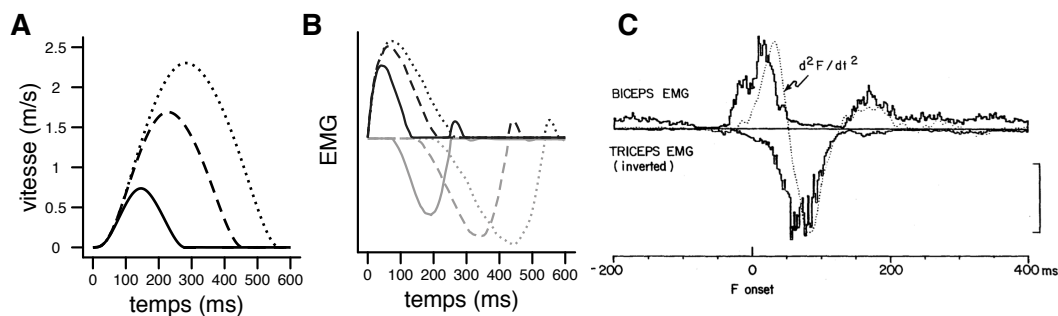 A
vitesse (m/s)
2.5
2
1.5
1
0.5
0
0 100 200 300 400 500 600
temps (ms)
B
EMG
0 100 200 300 400 500 600
temps (ms)
C
d²F/dt²
BICEPS EMG
TRICEPS EMG
(inverted)
-200 0 200 400 ms
F onset